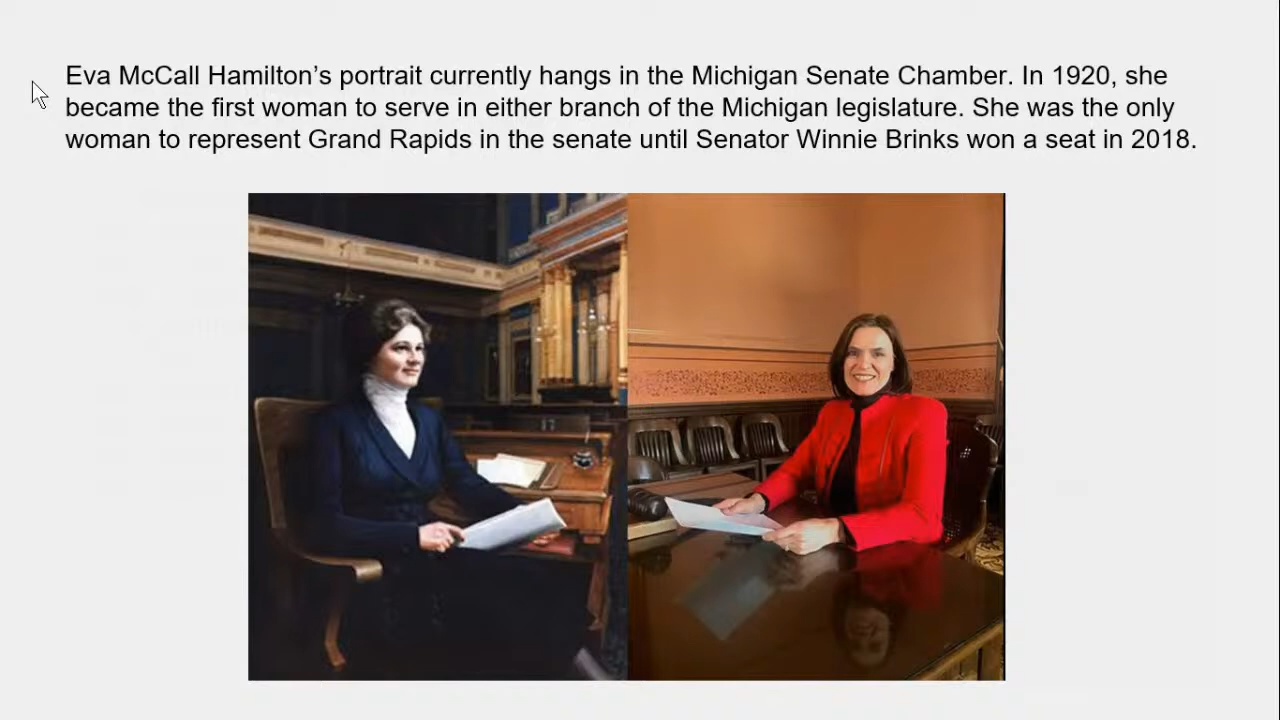 Eva McCall Hamilton’s portrait currently hangs in the Michigan Senate Chamber. In 1920, she
became the first woman to serve in either branch of the Michigan legislature. She was the only
woman to represent Grand Rapids in the senate until Senator Winnie Brinks won a seat in 2018.